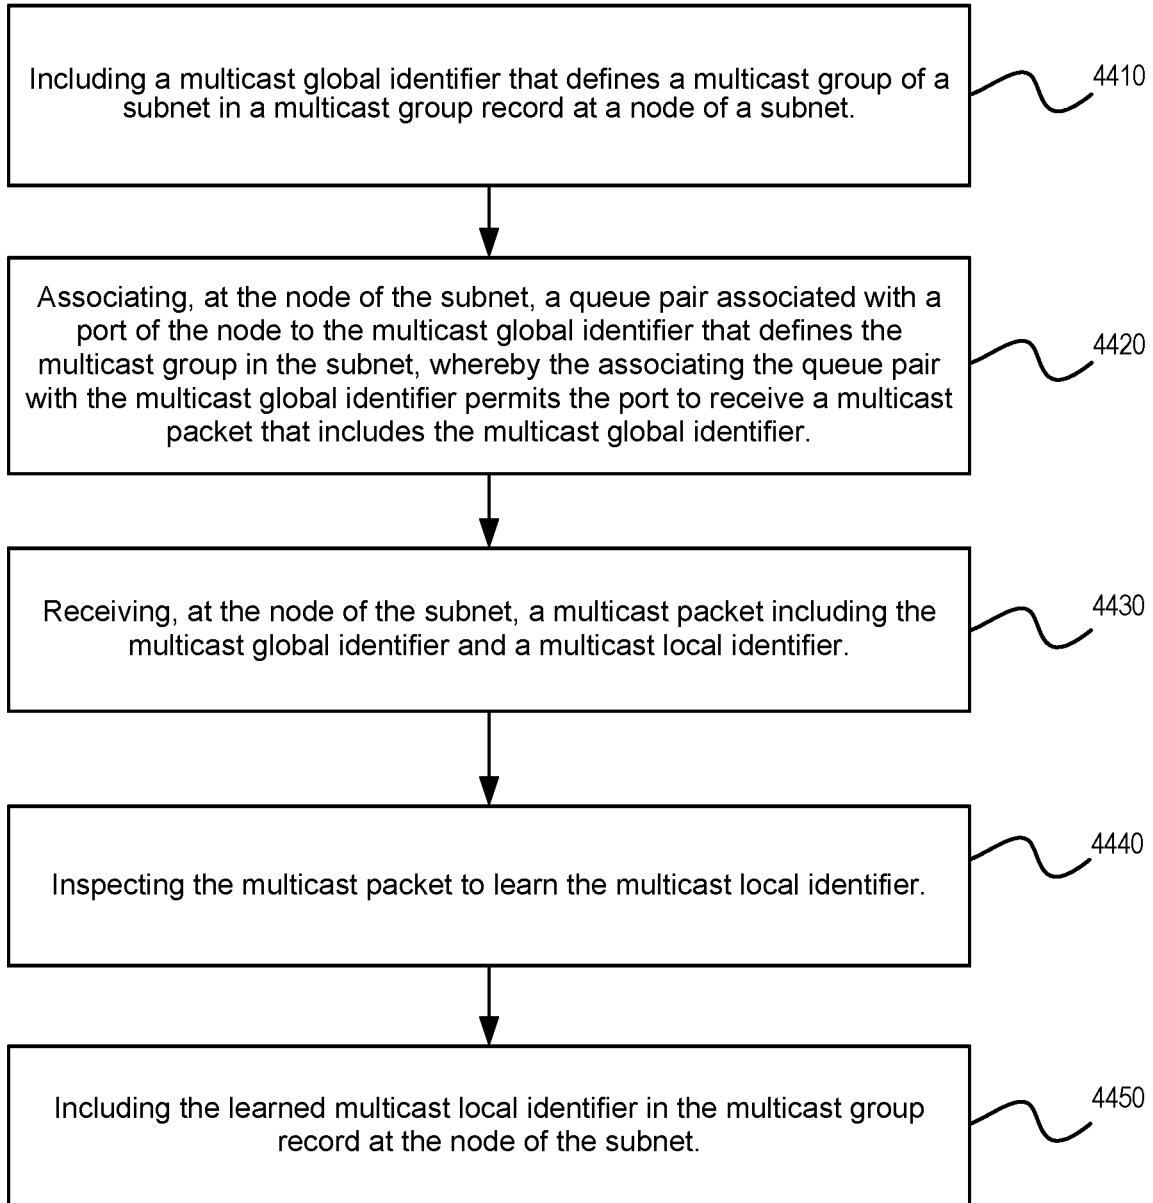 Including a multicast global identifier that defines a multicast group of a
subnet in a multicast group record at a node of a subnet.
4410
Associating, at the node of the subnet, a queue pair associated with a
port of the node to the multicast global identifier that defines the
multicast group in the subnet, whereby the associating the queue pair
with the multicast global identifier permits the port to receive a multicast
packet that includes the multicast global identifier.
4420
Receiving, at the node of the subnet, a multicast packet including the
multicast global identifier and a multicast local identifier.
4430
Inspecting the multicast packet to learn the multicast local identifier.
4440
Including the learned multicast local identifier in the multicast group
record at the node of the subnet.
4450